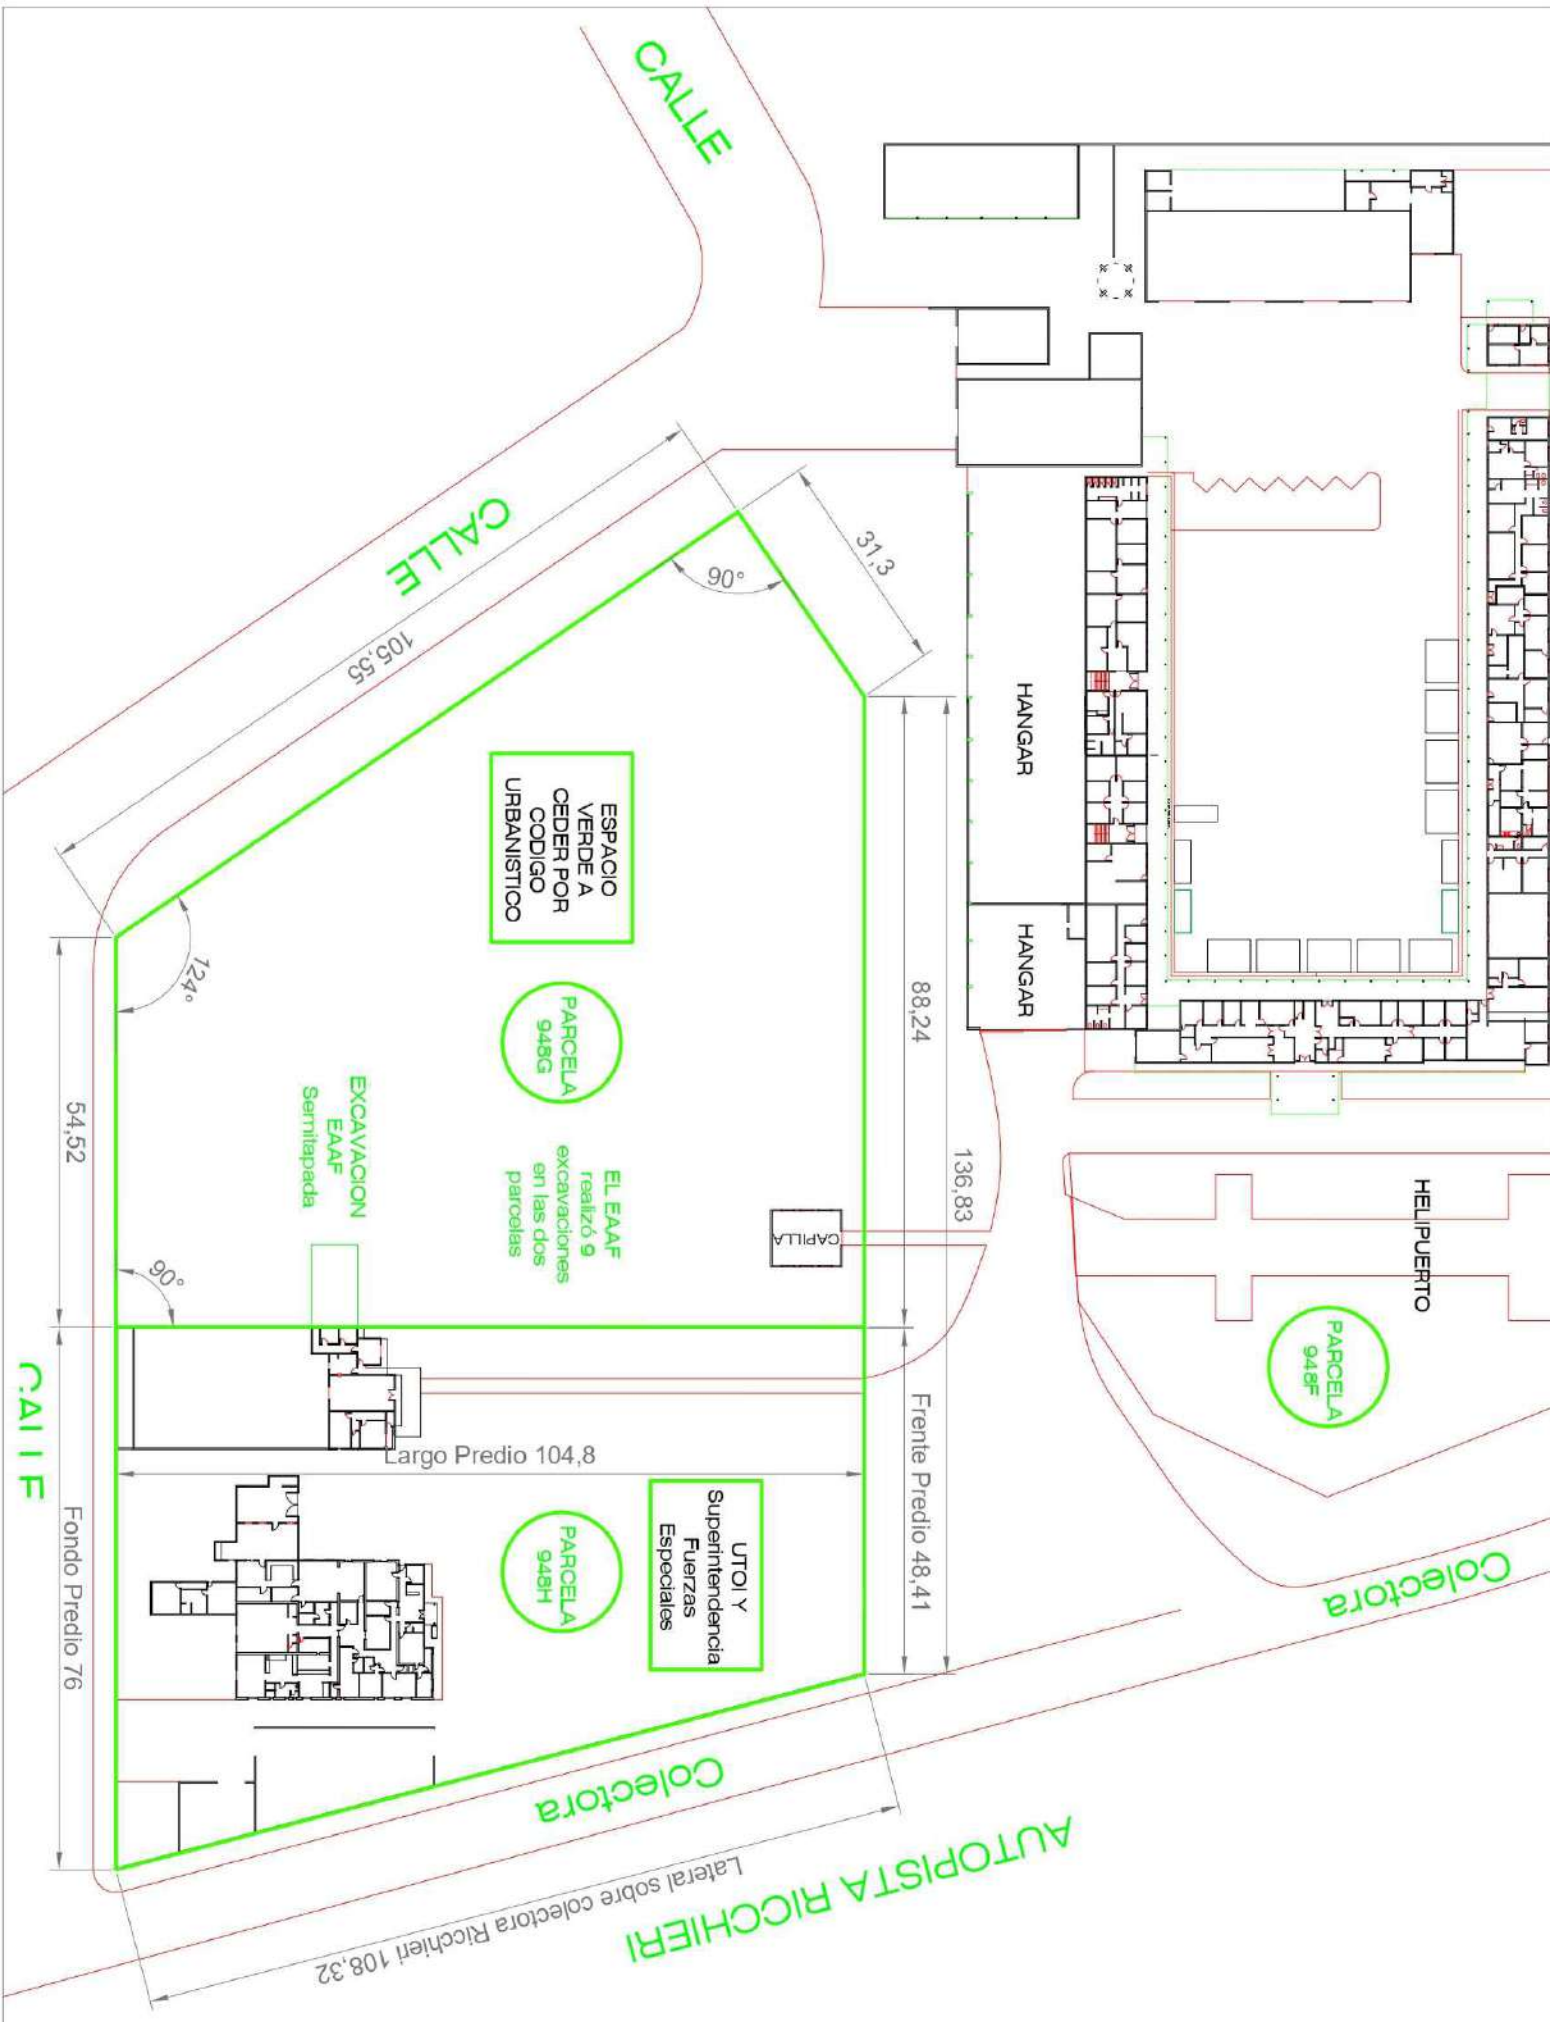 CALLE
CALLE
105,55
31,3
90°
124°
90°
54,52
88,24
136,83
HANGAR
HANGAR
HELIPUERTO
PARCELA
948F
ESPACIO
VERDE A
CEDER POR
CODIGO
URBANISTICO
PARCELA
948G
EL EAAF
realizó 9
excavaciones
en las dos
parcelas
EXCAVACION
EAAF
Semitapada
CAPILLA
Largo Predio 104,8
Frente Predio 48,41
Fondo Predio 76
UTOI Y
Superintendencia
Fuerzas
Especiales
PARCELA
948H
CALLE
Colectora
Colectora
Lateral sobre colectora Ricchieri 108,32
AUTOPISTA RICCHIERI